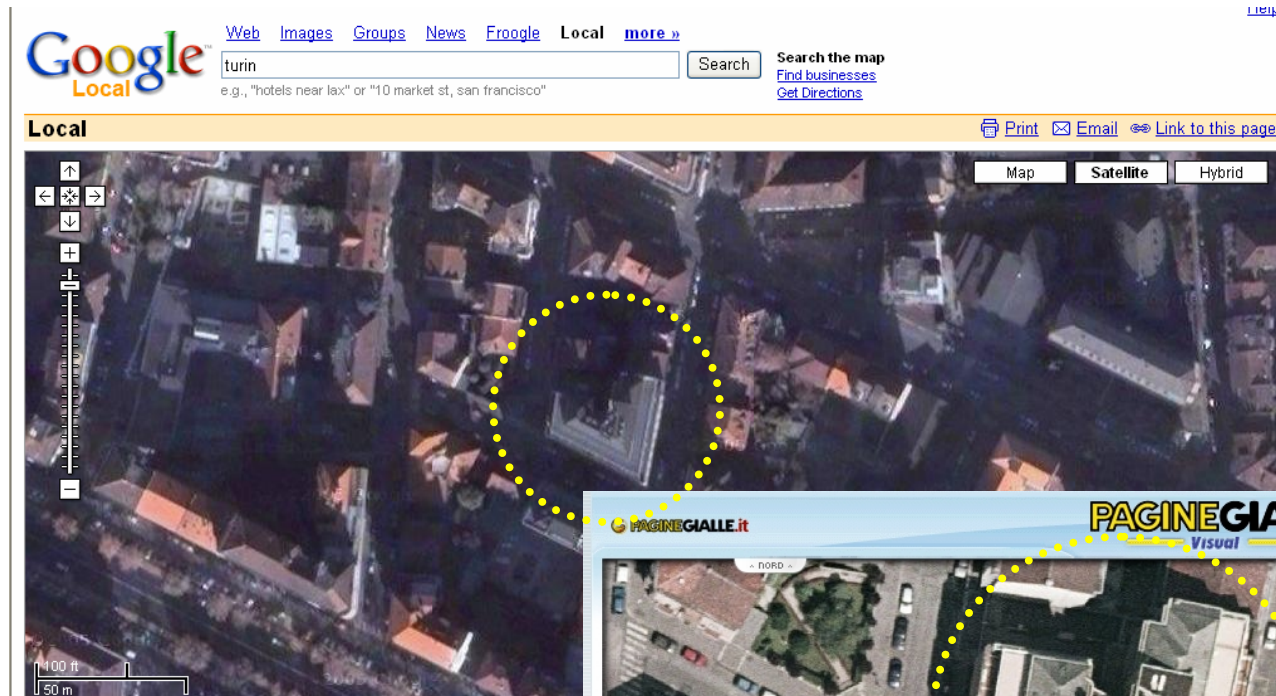 Web Images Groups News Froogle Local more »
Google™
Local
turin
Search
e.g., "hotels near lax" or "10 market st, san francisco"
Search the map
Find businesses
Get Directions
Local
Print Email Link to this page
Map Satellite Hybrid
100 ft
50 m
PAGINEGIALLE.it
PAGINEGIA
Visual
^ NORD ^